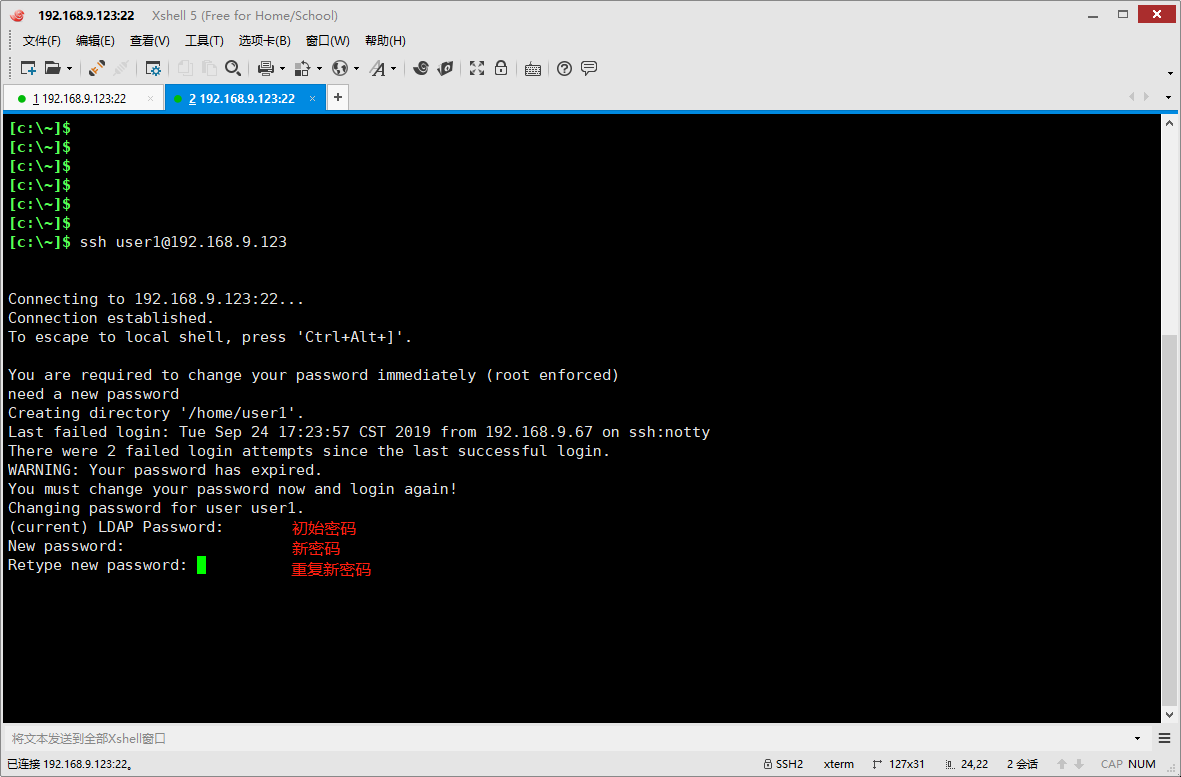 192.168.9.123:22 Xshell 5 (Free for Home/School)
文件(F) 编辑(E) 查看(V) 工具(T) 选项卡(B) 窗口(W) 帮助(H)
1 192.168.9.123:22 × 2 192.168.9.123:22 × +
[c:\~]$
[c:\~]$
[c:\~]$
[c:\~]$
[c:\~]$
[c:\~]$
[c:\~]$ ssh user1@192.168.9.123
Connecting to 192.168.9.123:22...
Connection established.
To escape to local shell, press 'Ctrl+Alt+]'.
You are required to change your password immediately (root enforced)
need a new password
Creating directory '/home/user1'.
Last failed login: Tue Sep 24 17:23:57 CST 2019 from 192.168.9.67 on ssh:notty
There were 2 failed login attempts since the last successful login.
WARNING: Your password has expired.
You must change your password now and login again!
Changing password for user user1.
(current) LDAP Password: 初始密码
New password: 新密码
Retype new password: 重复新密码
将文本发送到全部Xshell窗口
已连接 192.168.9.123:22。 SSH2 xterm 127x31 24,22 2 会话 CAP NUM